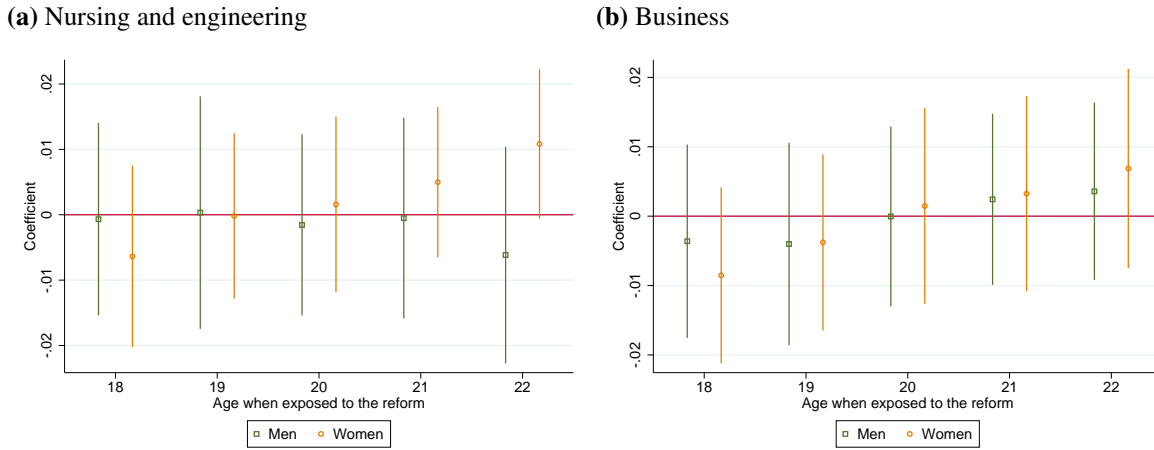 (a) Nursing and engineering
.02
.01
0
-.01
-.02
Coefficient
18 19 20 21 22
Age when exposed to the reform
Men Women
(b) Business
.02
.01
0
-.01
-.02
Coefficient
18 19 20 21 22
Age when exposed to the reform
Men Women